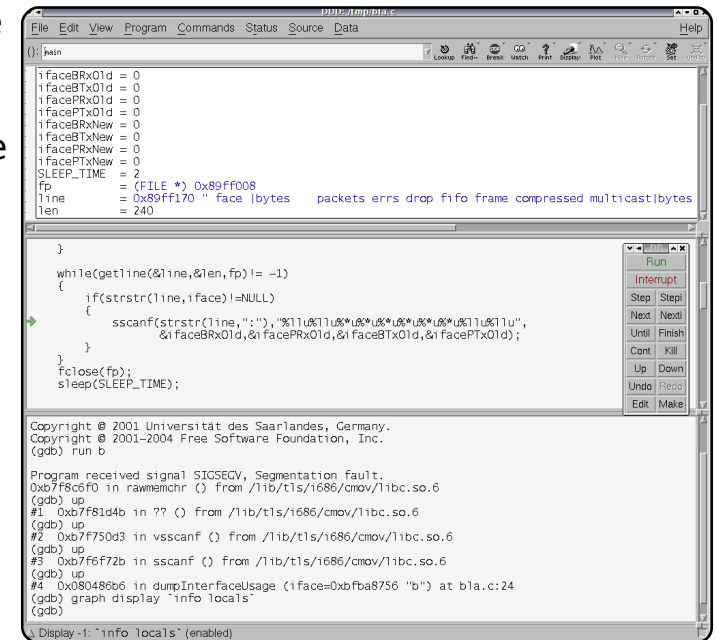 DDD: /tmp/bla.c
File Edit View Program Commands Status Source Data Help
(): main
Lookup Find» Break Watch Print Display Plot Hide Rotate Set Undisp
ifaceBRxOld = 0
ifaceBTxOld = 0
ifacePRxOld = 0
ifacePTxOld = 0
ifaceBRxNew = 0
ifaceBTxNew = 0
ifacePRxNew = 0
ifacePTxNew = 0
SLEEP_TIME = 2
fp = (FILE *) 0x89ff008
line = 0x89ff170 " face |bytes packets errs drop fifo frame compressed multicast|bytes
len = 240
}
while(getline(&line,&len,fp)!= -1)
{
if(strstr(line,iface)!=NULL)
{
sscanf(strstr(line,":"),"%llu%llu%*u%*u%*u%*u%*u%*u%llu%llu",
&ifaceBRxOld,&ifacePRxOld,&ifaceBTxOld,&ifacePTxOld);
}
}
fclose(fp);
sleep(SLEEP_TIME);
Run
Interrupt
Step Stepi
Next Nexti
Until Finish
Cont Kill
Up Down
Undo Redo
Edit Make
Copyright © 2001 Universität des Saarlandes, Germany.
Copyright © 2001-2004 Free Software Foundation, Inc.
(gdb) run b
Program received signal SIGSEGV, Segmentation fault.
0xb7f8c6f0 in rawmemchr () from /lib/tls/i686/cmov/libc.so.6
(gdb) up
#1 0xb7f81d4b in ?? () from /lib/tls/i686/cmov/libc.so.6
(gdb) up
#2 0xb7f750d3 in vsscanf () from /lib/tls/i686/cmov/libc.so.6
(gdb) up
#3 0xb7f6f72b in sscanf () from /lib/tls/i686/cmov/libc.so.6
(gdb) up
#4 0x080486b6 in dumpInterfaceUsage (iface=0xbfba8756 "b") at bla.c:24
(gdb) graph display `info locals`
(gdb)
Display -1: `info locals` (enabled)